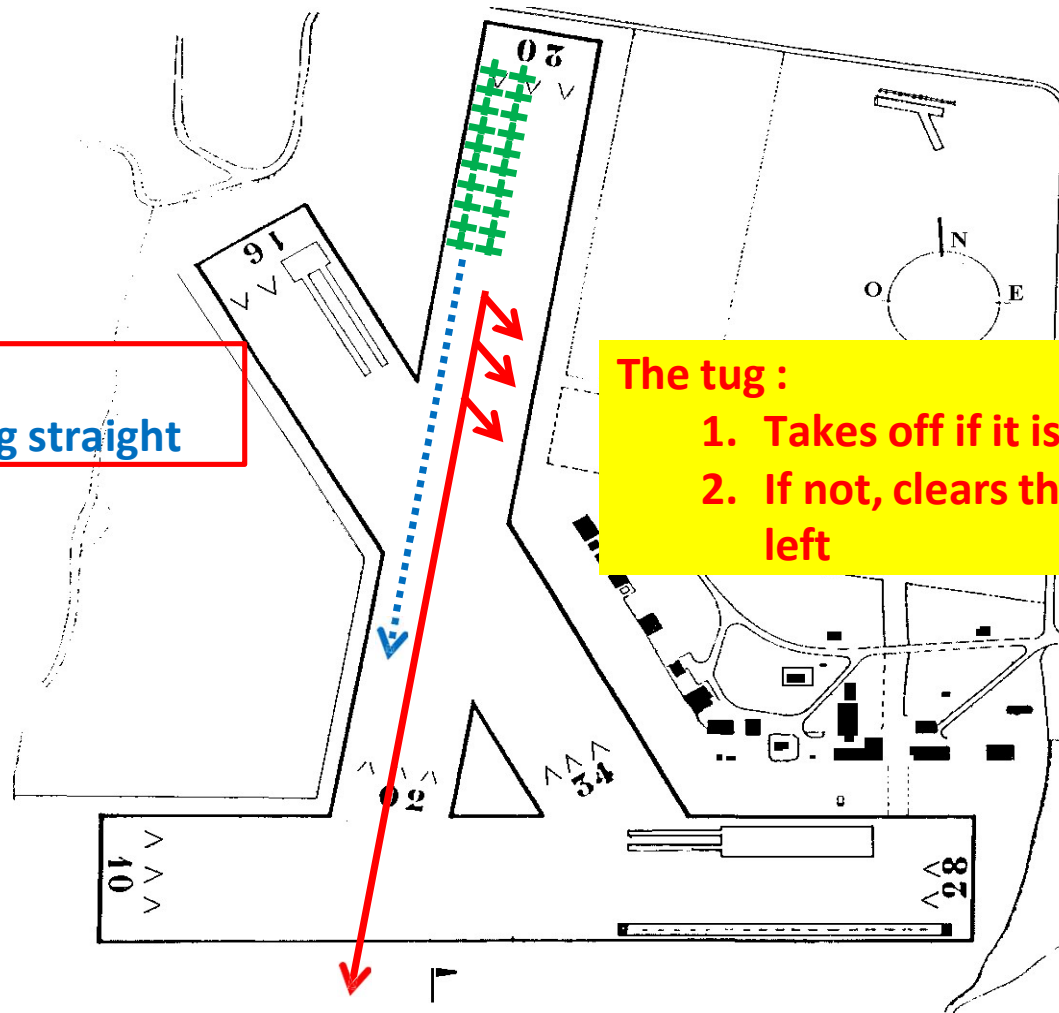 20
16
N
O E
g straight
The tug :
1. Takes off if it is
2. If not, clears th
left
02
34
10
28